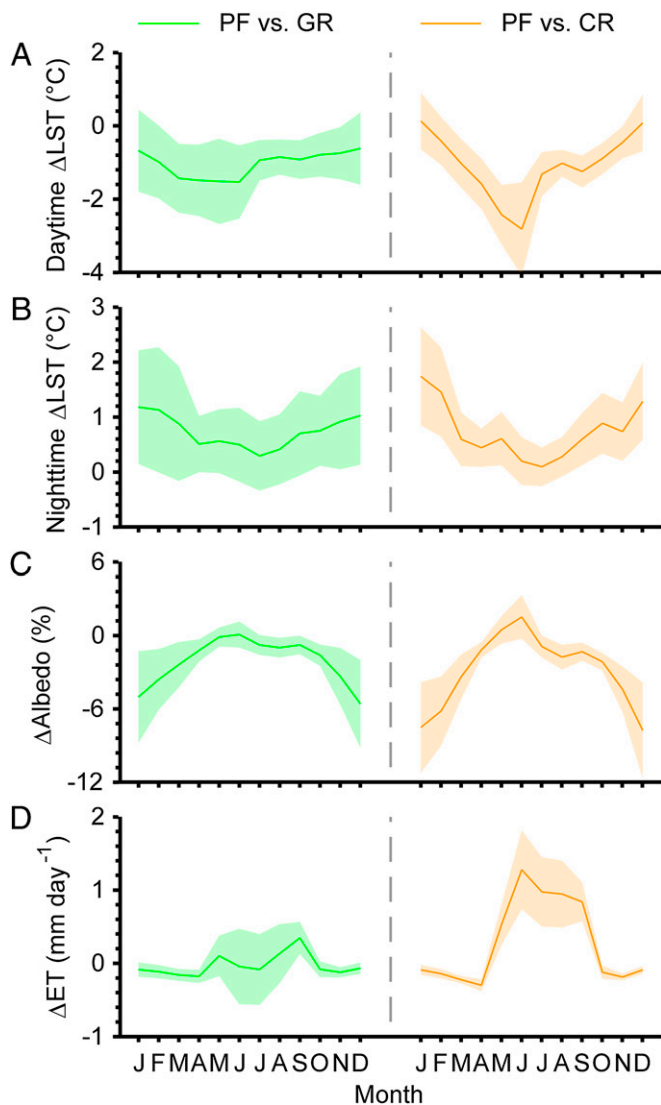 PF vs. GR PF vs. CR
A
Daytime ΔLST (°C)
2
0
-2
-4
B
Nighttime ΔLST (°C)
3
2
1
0
-1
C
ΔAlbedo (%)
6
0
-6
-12
D
ΔET (mm day⁻¹)
2
1
0
-1
J F M A M J J A S O N D J F M A M J J A S O N D
Month